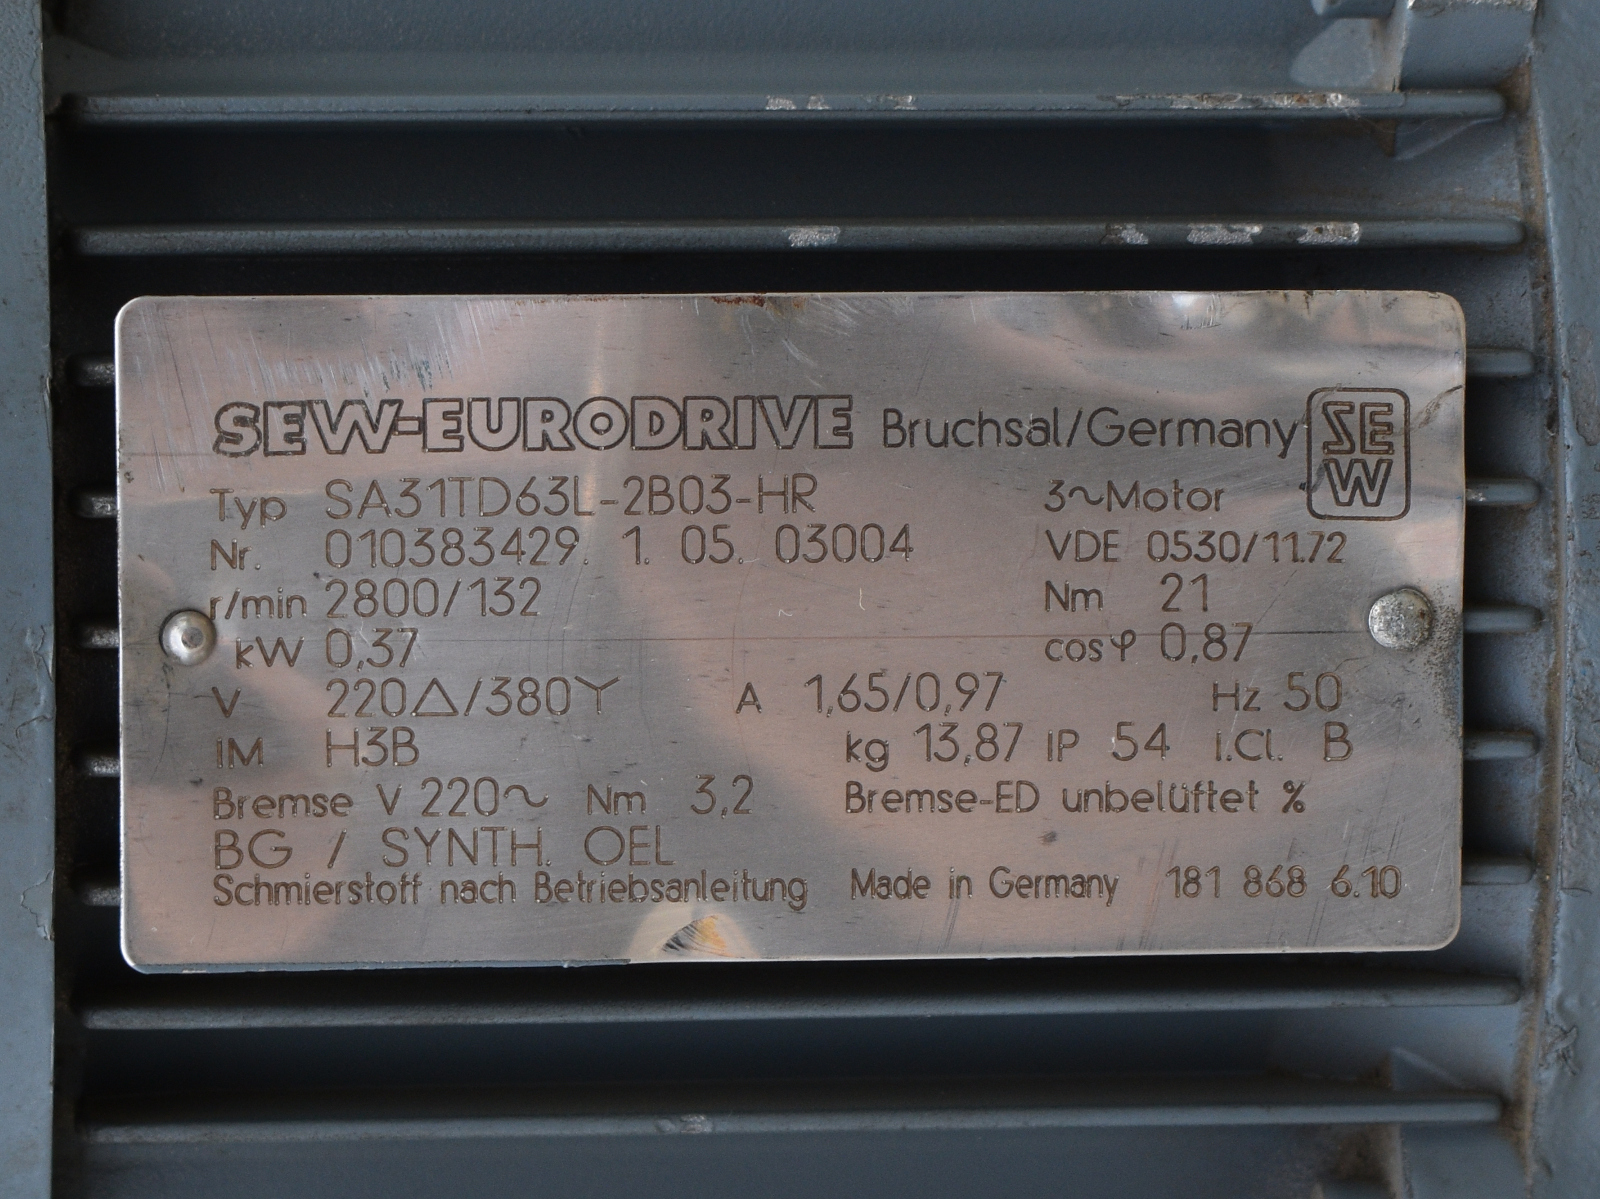 SEW-EURODRIVE Bruchsal/Germany SEW
Typ SA31TD63L-2B03-HR 3~Motor
Nr. 010383429. 1. 05. 03004 VDE 0530/11.72
r/min 2800/132 Nm 21
kW 0,37 cosφ 0,87
V 220△/380Y A 1,65/0,97 Hz 50
IM H3B kg 13,87 IP 54 I.Cl. B
Bremse V 220~ Nm 3,2 Bremse-ED unbelüftet %
BG / SYNTH. OEL
Schmierstoff nach Betriebsanleitung Made in Germany 181 868 6.10